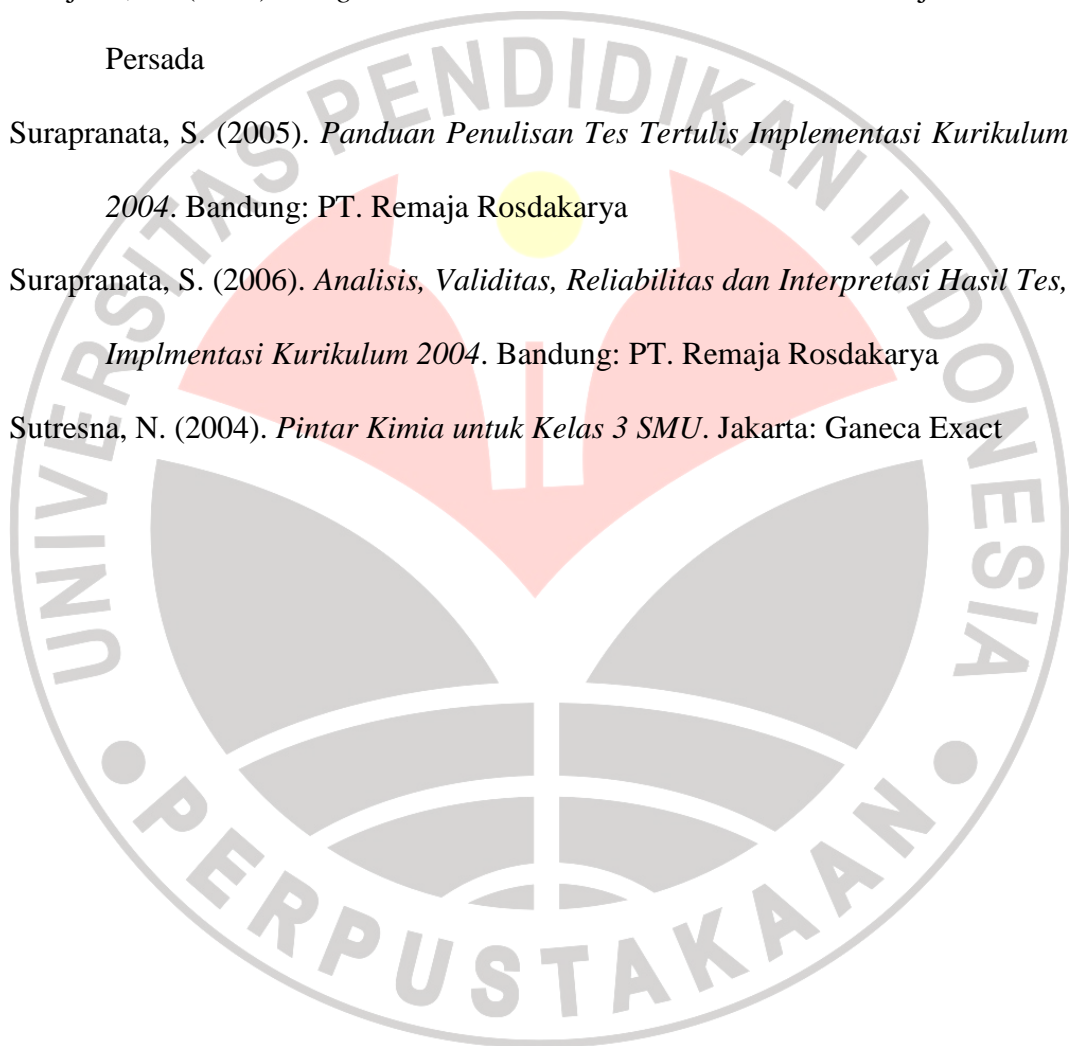 Persada
Surapranata, S. (2005). Panduan Penulisan Tes Tertulis Implementasi Kurikulum
2004. Bandung: PT. Remaja Rosdakarya
Surapranata, S. (2006). Analisis, Validitas, Reliabilitas dan Interpretasi Hasil Tes,
Implmentasi Kurikulum 2004. Bandung: PT. Remaja Rosdakarya
Sutresna, N. (2004). Pintar Kimia untuk Kelas 3 SMU. Jakarta: Ganeca Exact
UNIVERSITAS PENDIDIKAN INDONESIA
PERPUSTAKAAN